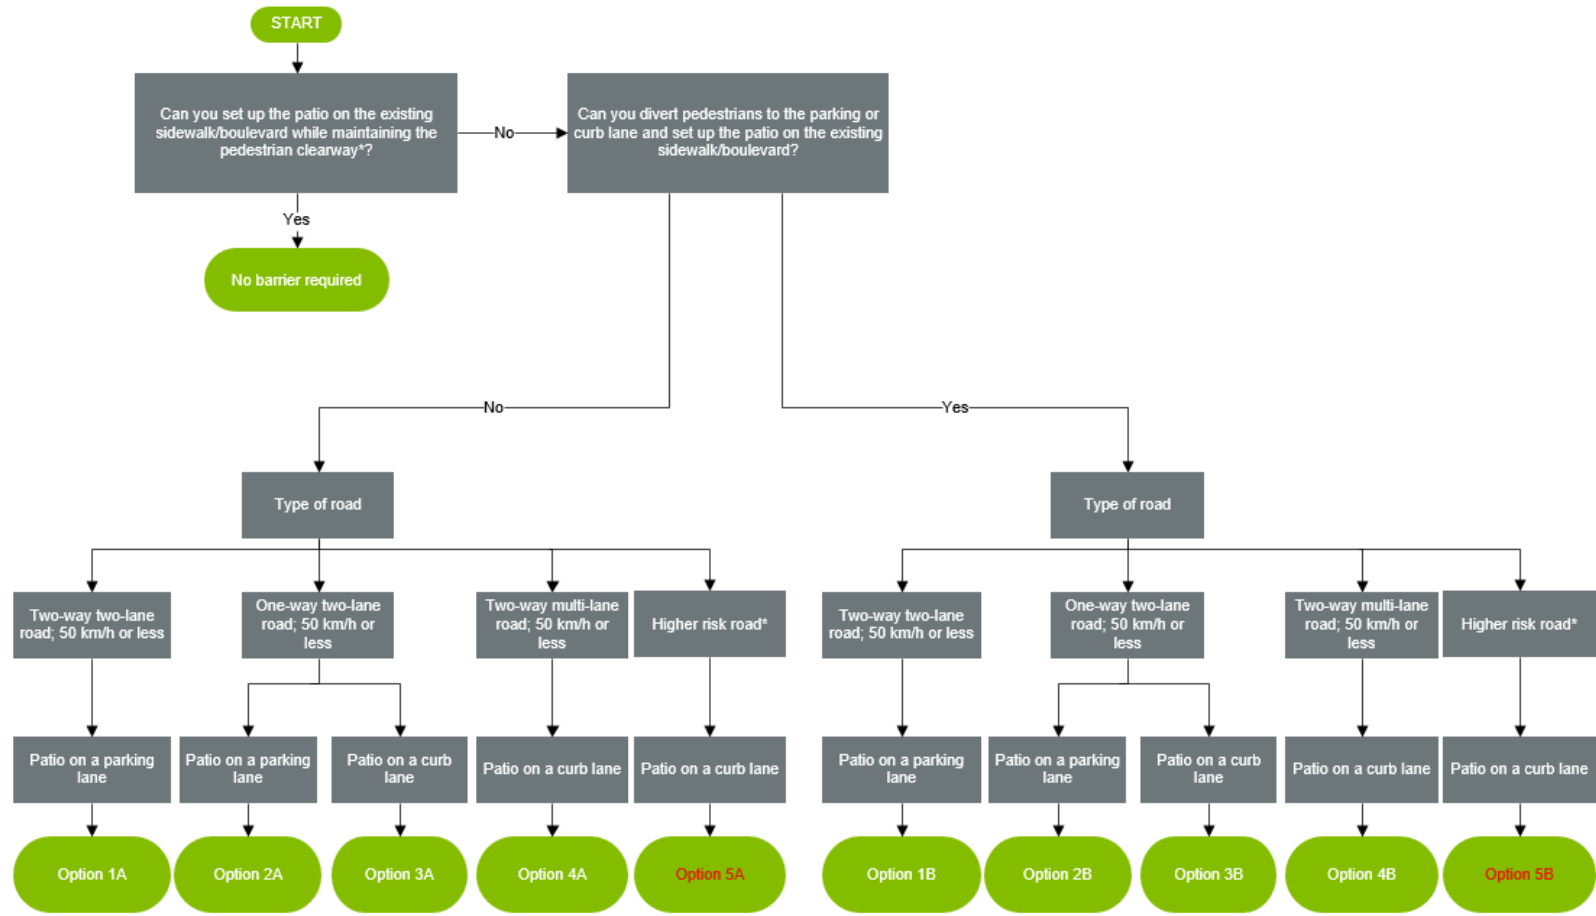 START
Can you set up the patio on the existing
sidewalk/boulevard while maintaining the
pedestrian clearway*?
No
Can you divert pedestrians to the parking or
curb lane and set up the patio on the existing
sidewalk/boulevard?
Yes
No barrier required
No
Yes
Type of road
Type of road
Two-way two-lane
road; 50 km/h or less
One-way two-lane
road; 50 km/h or
less
Two-way multi-lane
road; 50 km/h or
less
Higher risk road*
Two-way two-lane
road; 50 km/h or less
One-way two-lane
road; 50 km/h or
less
Two-way multi-lane
road; 50 km/h or
less
Higher risk road*
Patio on a parking
lane
Patio on a parking
lane
Patio on a curb
lane
Patio on a curb lane
Patio on a curb lane
Patio on a parking
lane
Patio on a parking
lane
Patio on a curb
lane
Patio on a curb lane
Patio on a curb lane
Option 1A
Option 2A
Option 3A
Option 4A
Option 5A
Option 1B
Option 2B
Option 3B
Option 4B
Option 5B